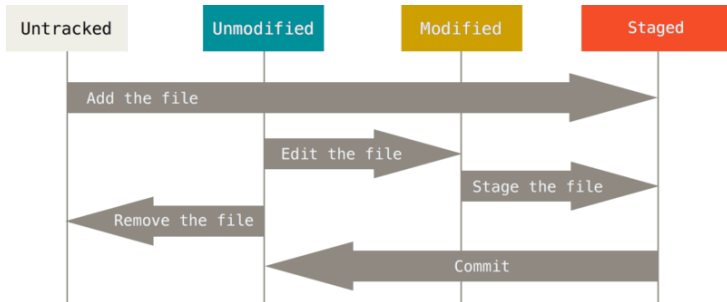 Untracked
Unmodified
Modified
Staged
Add the file
Edit the file
Stage the file
Remove the file
Commit